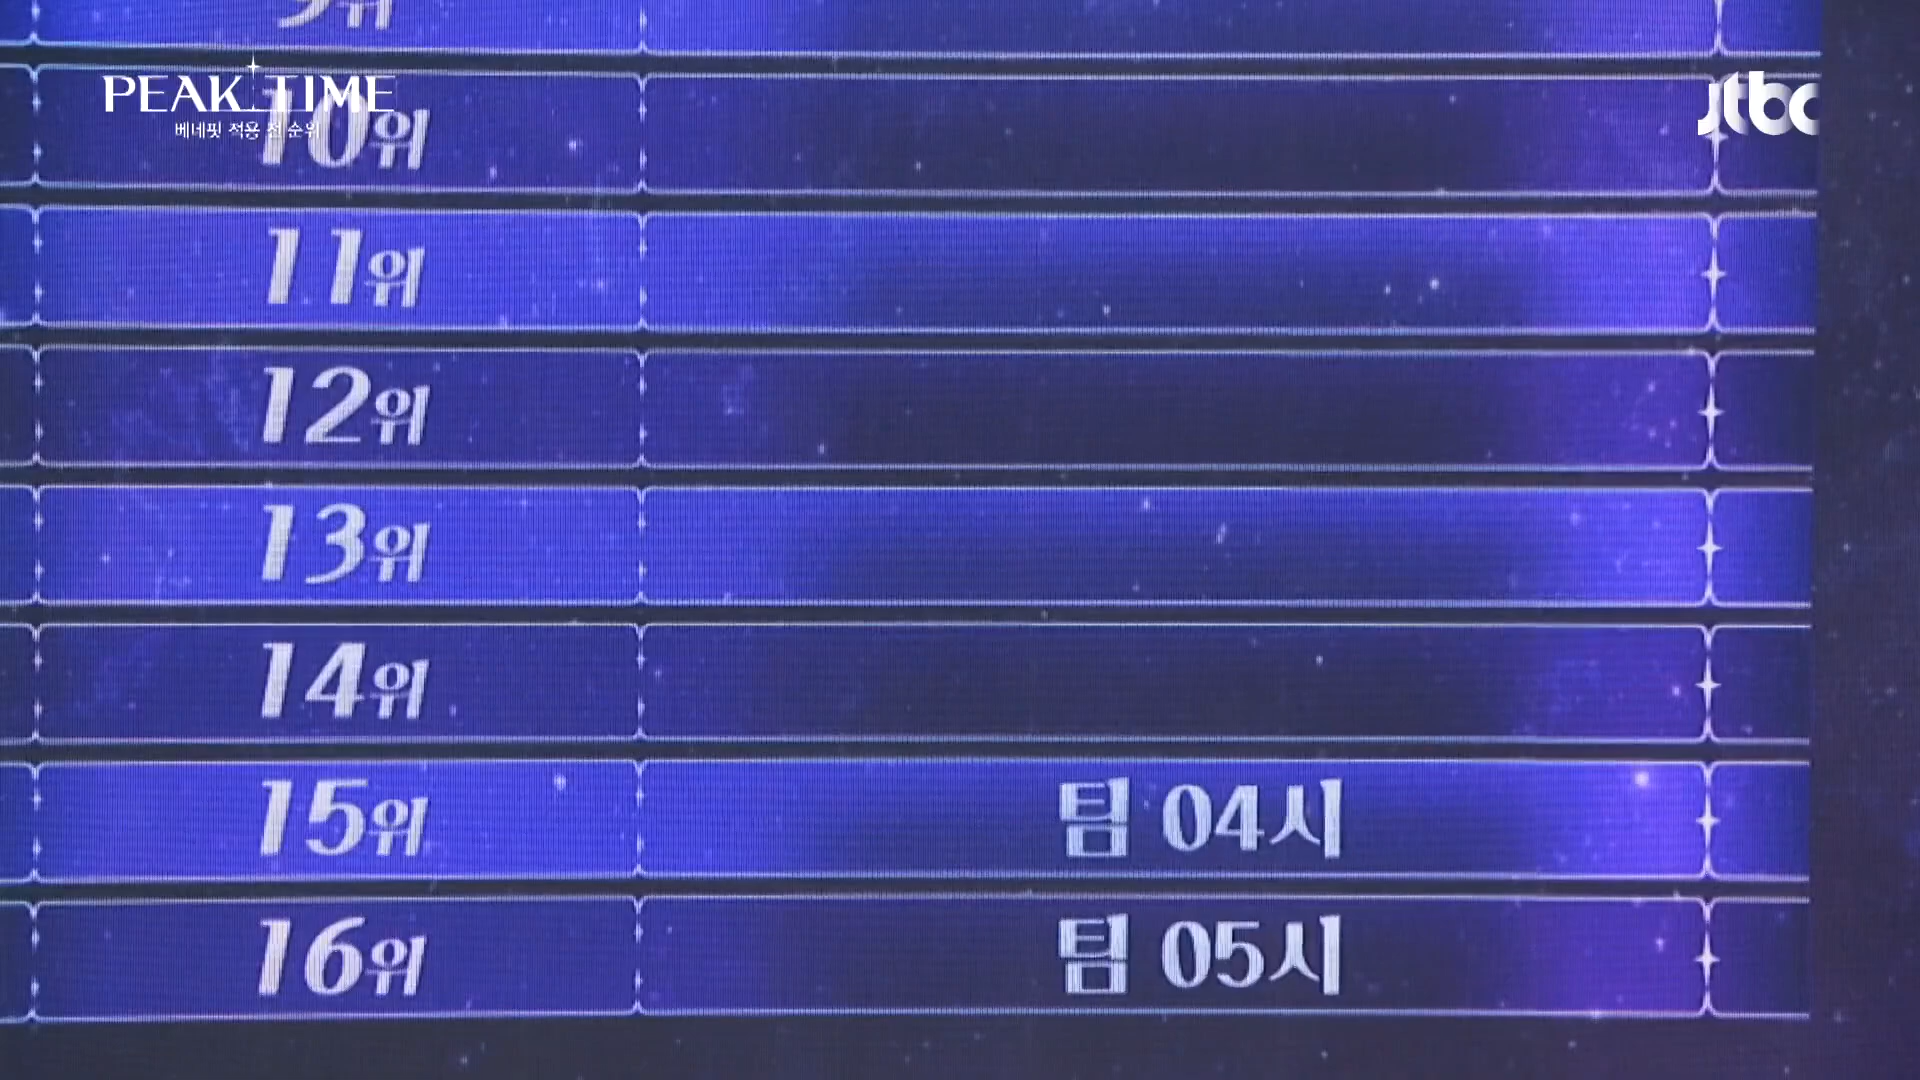 9위
PEAK TIME
베네핏 적용 전 순위
jtbc
10위
11위
12위
13위
14위
15위 팀 04시
16위 팀 05시